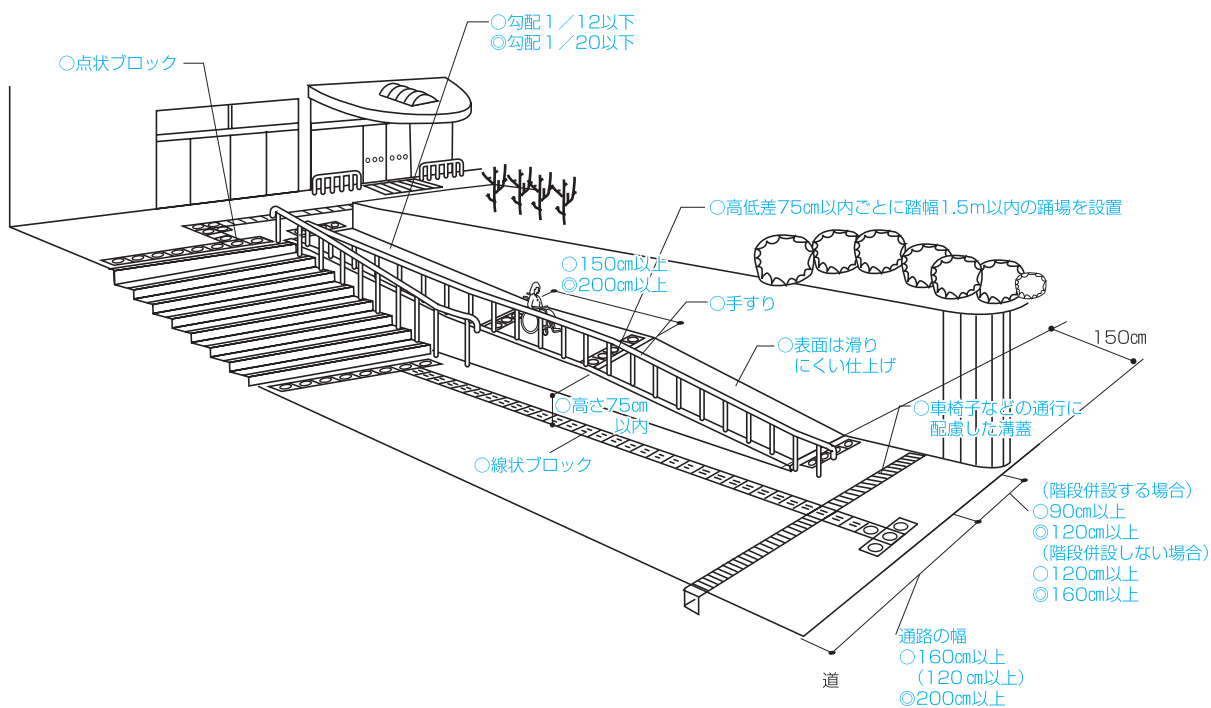 ○勾配1／12以下
◎勾配1／20以下
○点状ブロック
○高低差75㎝以内ごとに踏幅1.5m以内の踊場を設置
○150㎝以上
◎200㎝以上
○手すり
○表面は滑り
にくい仕上げ
150㎝
○高さ75㎝
以内
○車椅子などの通行に
配慮した溝蓋
○線状ブロック
（階段併設する場合）
○90㎝以上
◎120㎝以上
（階段併設しない場合）
○120㎝以上
◎160㎝以上
通路の幅
○160㎝以上
（120㎝以上）
◎200㎝以上
道